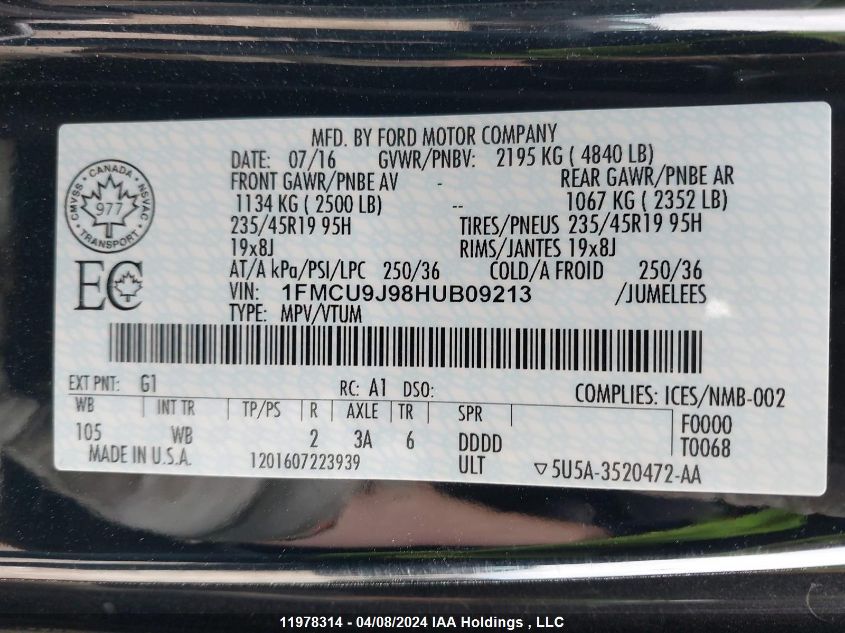 MFD. BY FORD MOTOR COMPANY
DATE: 07/16 GVWR/PNBV: 2195 KG ( 4840 LB)
FRONT GAWR/PNBE AV - REAR GAWR/PNBE AR
1134 KG ( 2500 LB) -- 1067 KG ( 2352 LB)
235/45R19 95H TIRES/PNEUS 235/45R19 95H
19x8J RIMS/JANTES 19x8J
AT/A kPa/PSI/LPC 250/36 COLD/A FROID 250/36
VIN: 1FMCU9J98HUB09213 /JUMELEES
TYPE: MPV/VTUM
CANADA
CMVSS
NSVAC
977
TRANSPORT
EC
EXT PNT: G1 RC: A1 DSO: COMPLIES: ICES/NMB-002
WB INT TR TP/PS R AXLE TR SPR F0000
105 WB 2 3A 6 DDDD T0068
MADE IN U.S.A. 1201607223939 ULT ▽5U5A-3520472-AA
11978314 - 04/08/2024 IAA Holdings , LLC